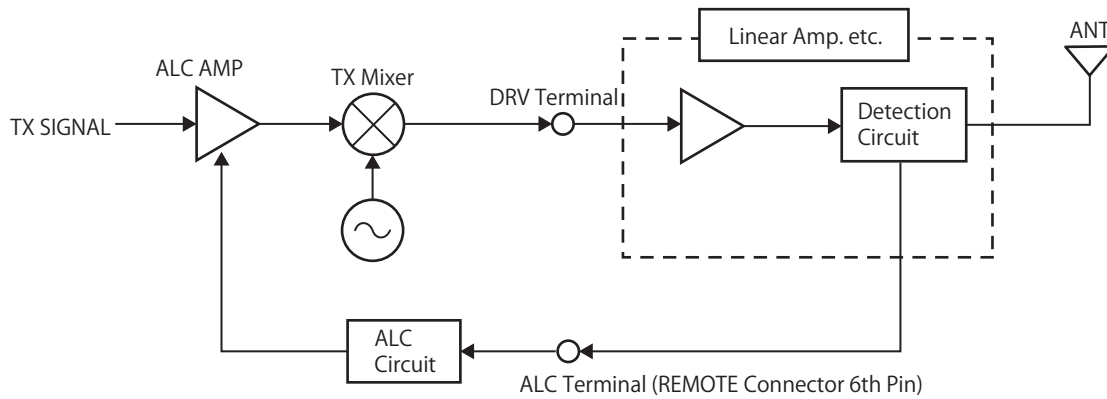 Linear Amp. etc.
ANT
ALC AMP
TX Mixer
DRV Terminal
TX SIGNAL
Detection
Circuit
ALC
Circuit
ALC Terminal (REMOTE Connector 6th Pin)